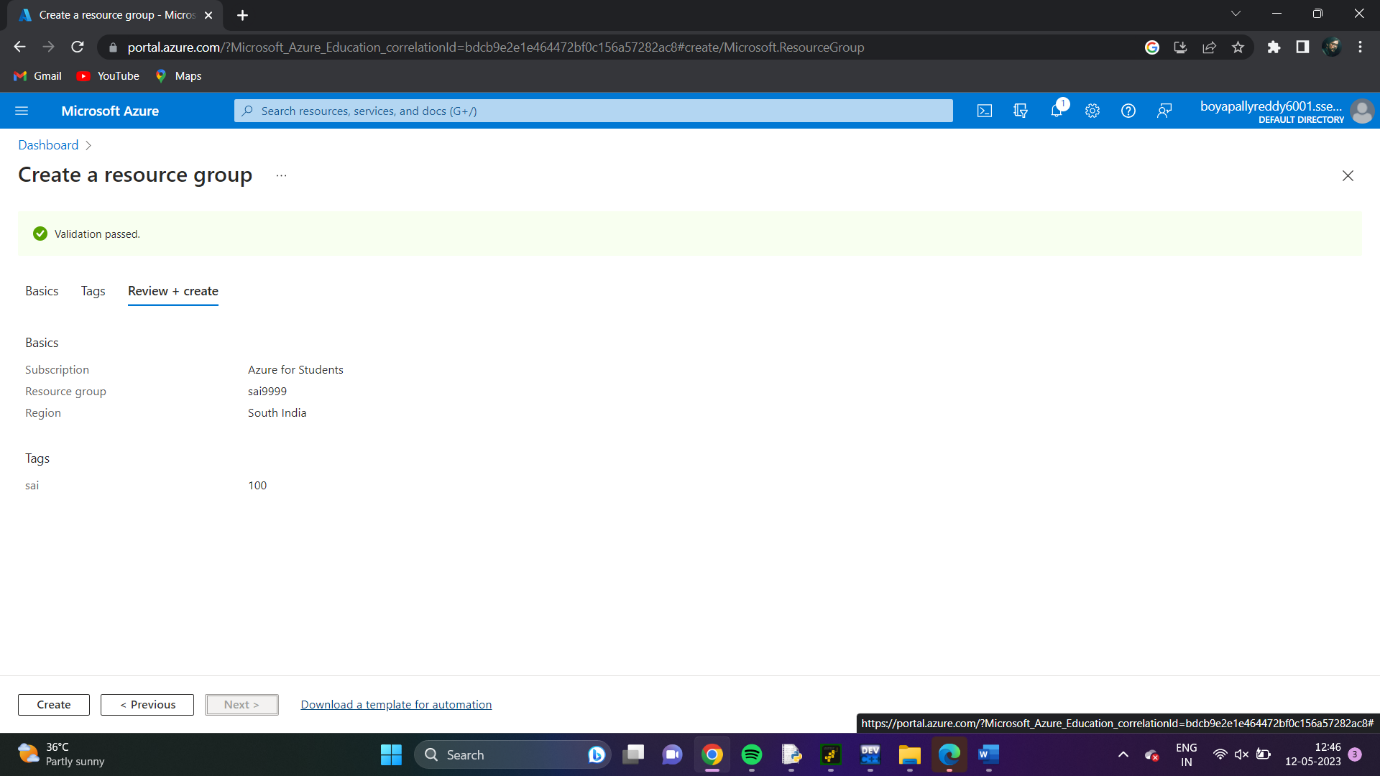 Create a resource group - Micros
portal.azure.com/?Microsoft_Azure_Education_correlationId=bdcb9e2e1e464472bf0c156a57282ac8#create/Microsoft.ResourceGroup
Gmail YouTube Maps
Microsoft Azure
Search resources, services, and docs (G+/)
1
boyapallyreddy6001.sse...
DEFAULT DIRECTORY
Dashboard >
Create a resource group ...
Validation passed.
Basics Tags Review + create
Basics
Subscription Azure for Students
Resource group sai9999
Region South India
Tags
sai 100
Create < Previous Next > Download a template for automation
https://portal.azure.com/?Microsoft_Azure_Education_correlationId=bdcb9e2e1e464472bf0c156a57282ac8#
36°C
Partly sunny
Search
DEV
ENG
IN
12:46
12-05-2023
3